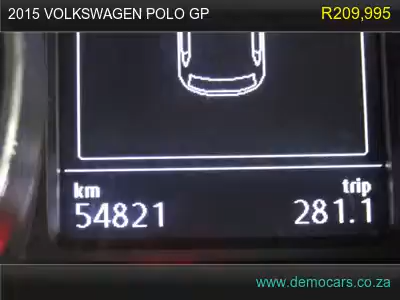 2015 VOLKSWAGEN POLO GP R209,995
km trip
54821 281.1
www.democars.co.za